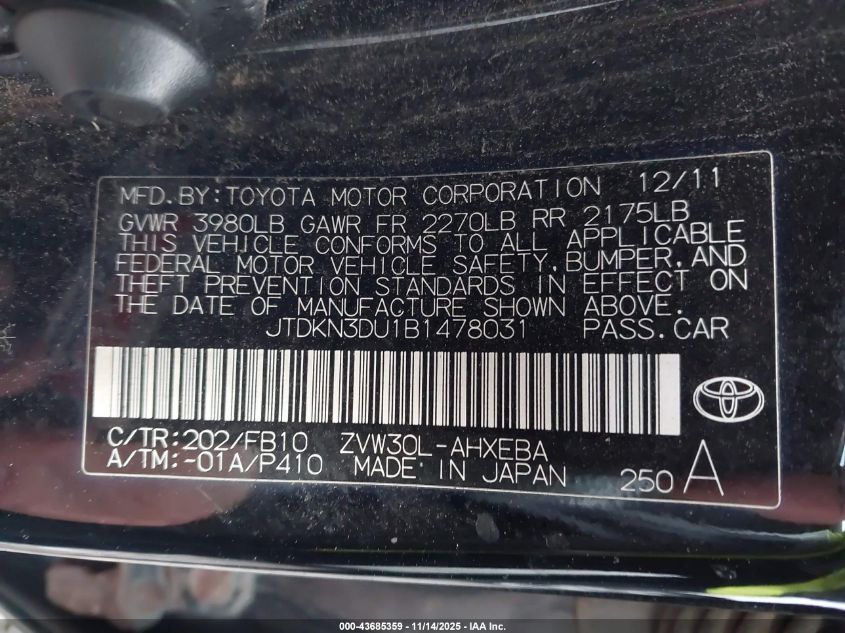 MFD.BY:TOYOTA MOTOR CORPORATION 12/11
GVWR 3980LB GAWR FR 2270LB RR 2175LB
THIS VEHICLE CONFORMS TO ALL APPLICABLE
FEDERAL MOTOR VEHICLE SAFETY,BUMPER,AND
THEFT PREVENTION STANDARDS IN EFFECT ON
THE DATE OF MANUFACTURE SHOWN ABOVE.
JTDKN3DU1B1478031 PASS.CAR
C/TR:202/FB10 ZVW30L-AHXEBA
A/TM:-01A/P410 MADE IN JAPAN 250 A
000-43685359 - 11/14/2025 - IAA Inc.